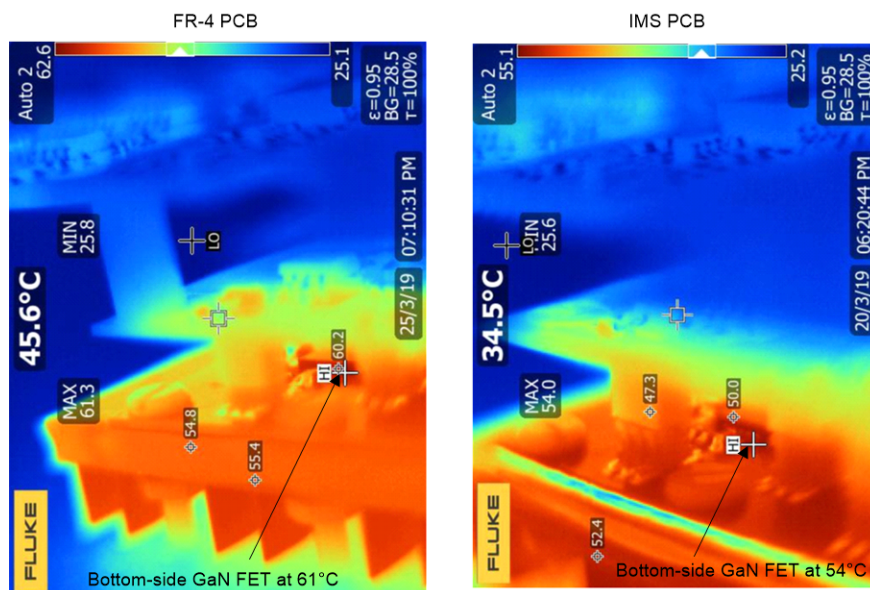 FR-4 PCB
Auto 2
62.6
25.1
ε=0.95
BG=28.5
T=100%
MIN
25.8
LO
07:10:31 PM
25/3/19
45.6°C
MAX
61.3
HI
60.2
54.8
55.4
FLUKE
Bottom-side GaN FET at 61°C
IMS PCB
Auto 2
55.1
25.2
ε=0.95
BG=28.5
T=100%
LO
IN
25.6
06:20:44 PM
20/3/19
34.5°C
MAX
54.0
47.3
50.0
HI
52.4
FLUKE
Bottom-side GaN FET at 54°C